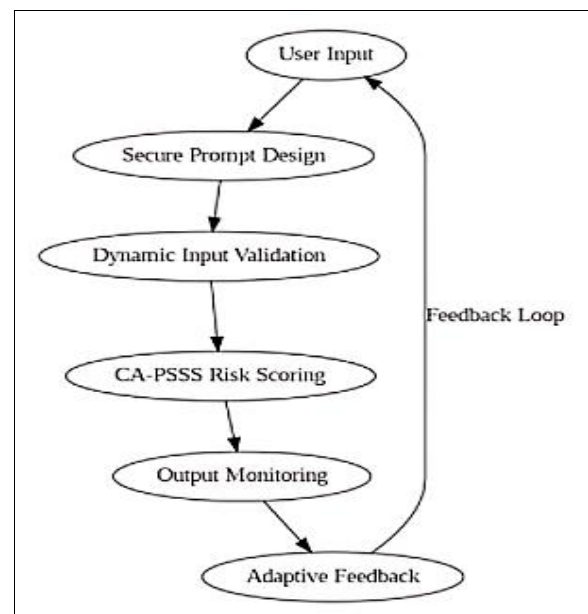 User Input
Secure Prompt Design
Dynamic Input Validation
Feedback Loop
CA-PSSS Risk Scoring
Output Monitoring
Adaptive Feedback